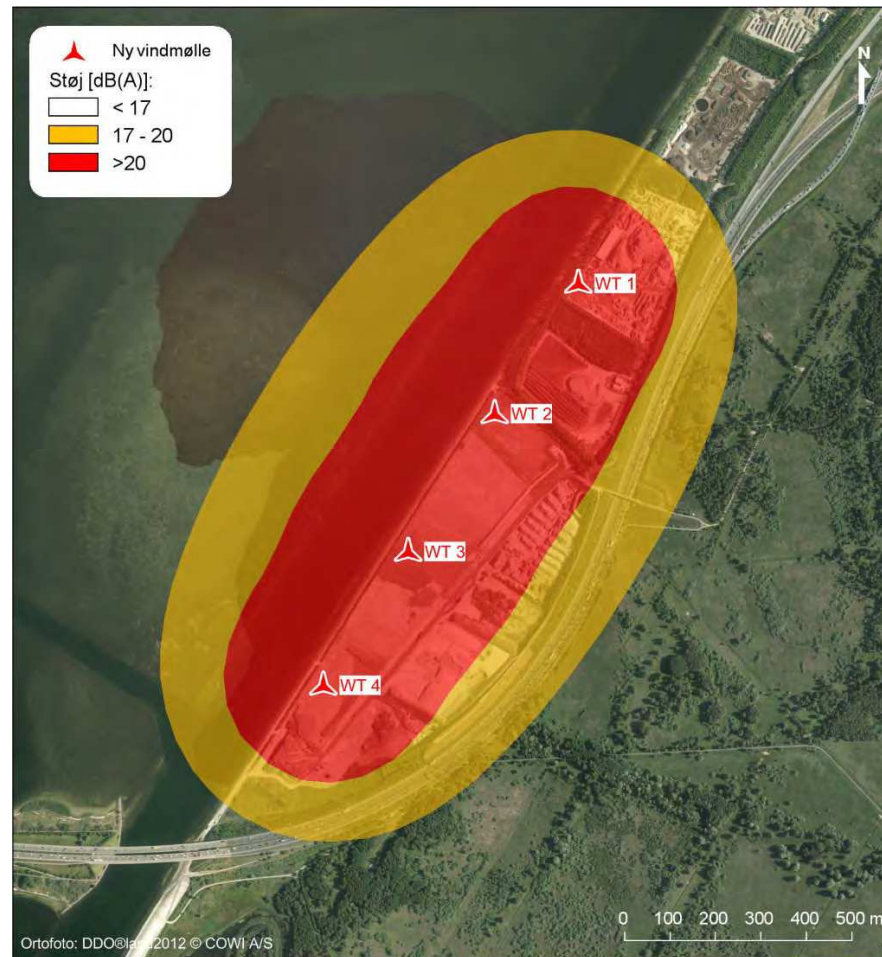 Ny vindmølle
Støj [dB(A)]:
< 17
17 - 20
>20
N
WT 1
WT 2
WT 3
WT 4
0 100 200 300 400 500 m
Ortofoto: DDO®land2012 © COWI A/S